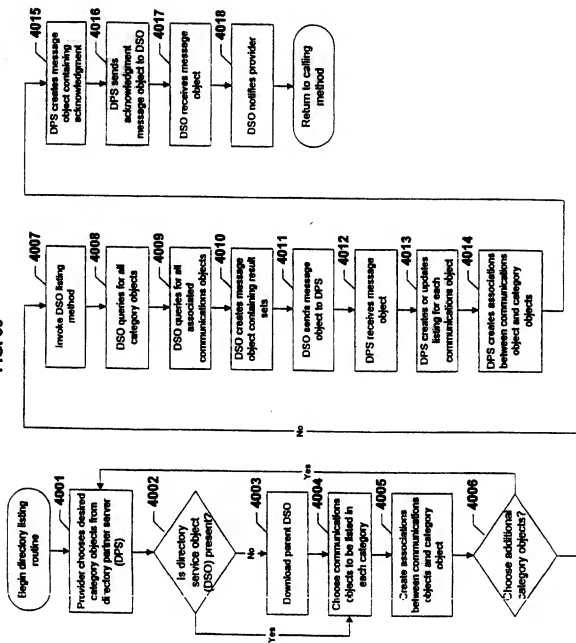 Begin directory listing
routine
4001
Provider chooses desired
category objects from
directory partner server
(DPS)
4002
Is directory
service object
(DSO) present?
No
Yes
4003
Download parent DSO
4004
Choose communications
objects to be listed in
each category
4005
Create associations
between communications
objects and category
object
4006
Choose additional
category objects?
Yes
No
4007
Invoke DSO listing
method
4008
DSO queries for all
category objects
4009
DSO queries for all
associated
communications objects
4010
DSO creates message
object containing result
sets
4011
DSO sends message
object to DPS
4012
DPS receives message
object
4013
DPS creates or updates
listing for each
communications object
4014
DPS creates associations
between communications
object and category
objects
4015
DPS creates message
object containing
acknowledgment
4016
DPS sends
acknowledgment
message object to DSO
4017
DSO receives message
object
4018
DSO notifies provider
Return to calling
method